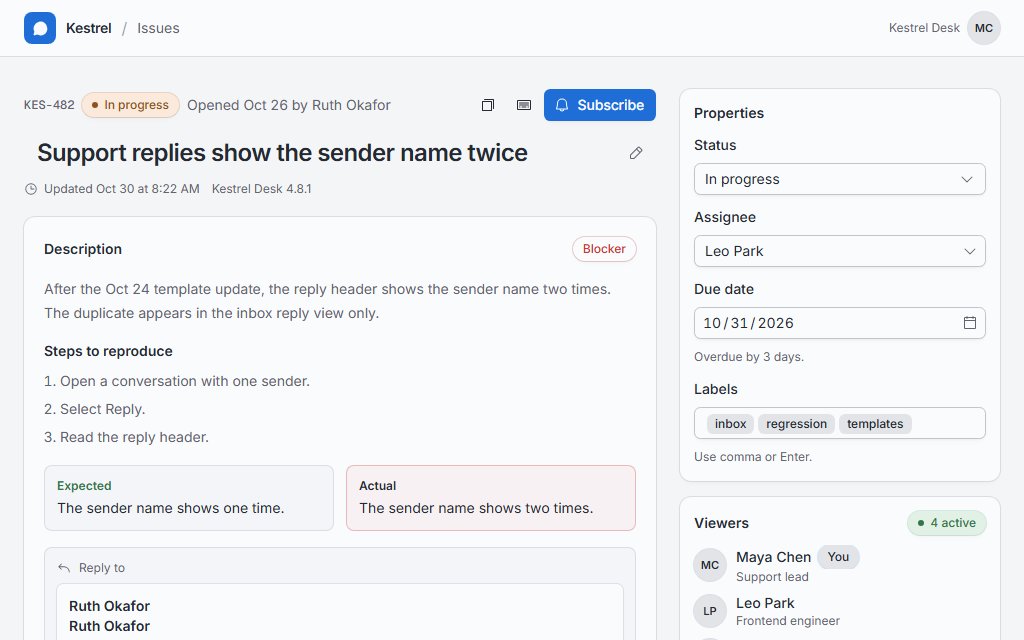 Kestrel / Issues
Kestrel Desk MC
KES-482 In progress Opened Oct 26 by Ruth Okafor Subscribe
Support replies show the sender name twice
Updated Oct 30 at 8:22 AM Kestrel Desk 4.8.1
Description Blocker
After the Oct 24 template update, the reply header shows the sender name two times.
The duplicate appears in the inbox reply view only.
Steps to reproduce
1. Open a conversation with one sender.
2. Select Reply.
3. Read the reply header.
Expected
The sender name shows one time.
Actual
The sender name shows two times.
Reply to
Ruth Okafor
Ruth Okafor
Properties
Status
In progress
Assignee
Leo Park
Due date
10/31/2026
Overdue by 3 days.
Labels
inbox regression templates
Use comma or Enter.
Viewers 4 active
MC Maya Chen You
Support lead
LP Leo Park
Frontend engineer